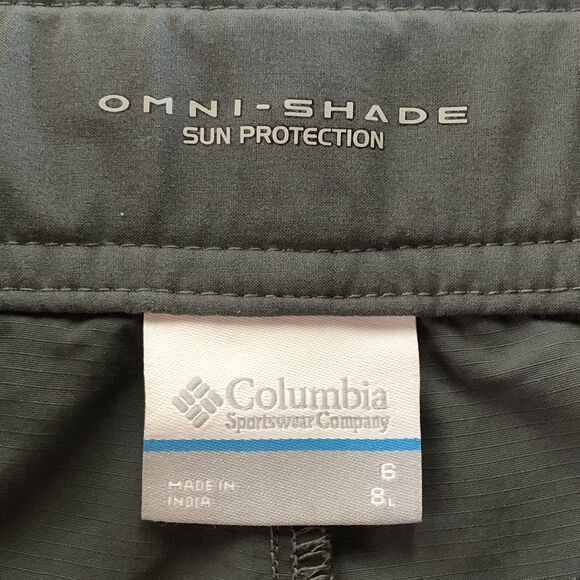 OMNI-SHADE
SUN PROTECTION
Columbia
Sportswear Company
MADE IN
INDIA
6
8L